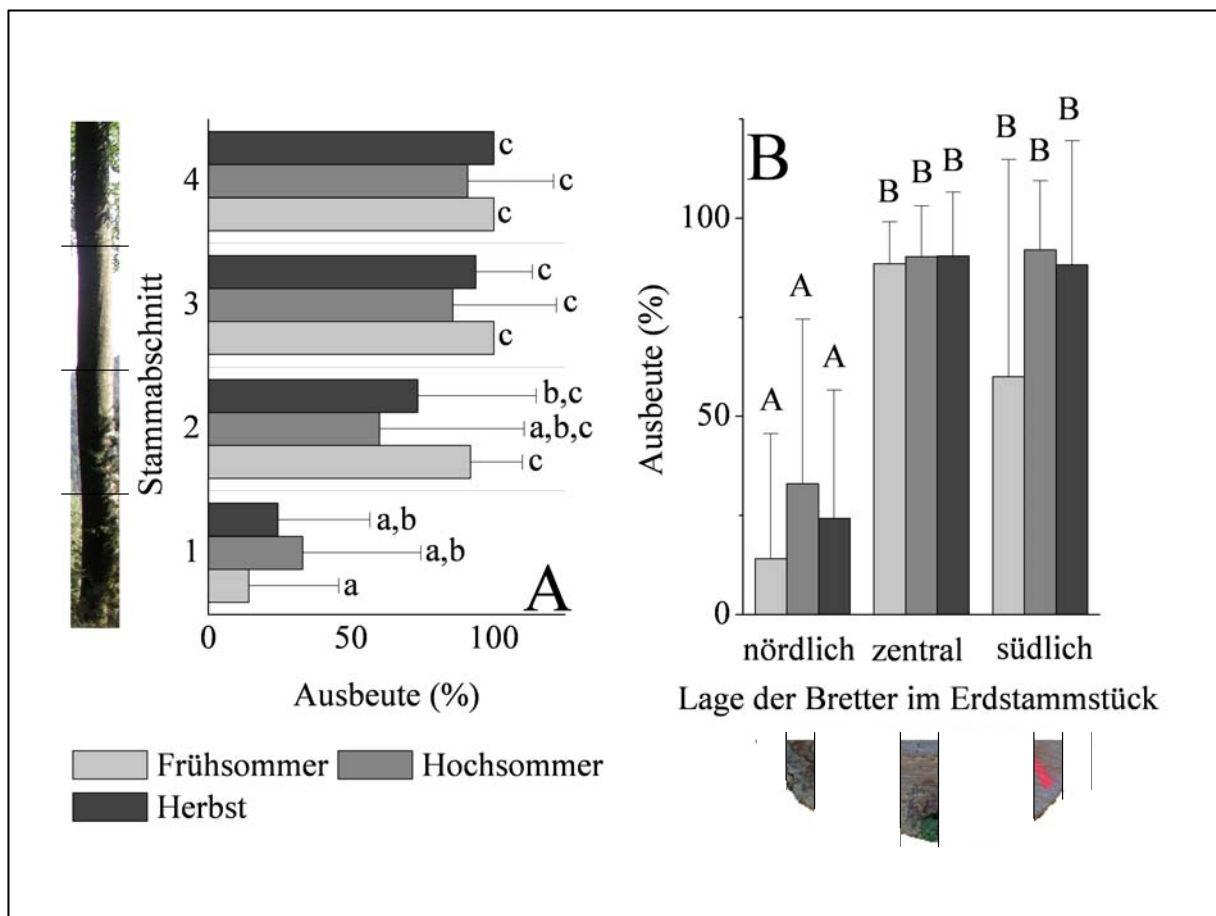 4
c
c
c
3
c
c
c
2
b,c
a,b,c
c
1
a,b
a,b
a
Stammabschnitt
A
0 50 100
Ausbeute (%)
Frühsommer Hochsommer
Herbst
B
A A A
B B B
B B B
100
50
0
Ausbeute (%)
nördlich zentral südlich
Lage der Bretter im Erdstammstück